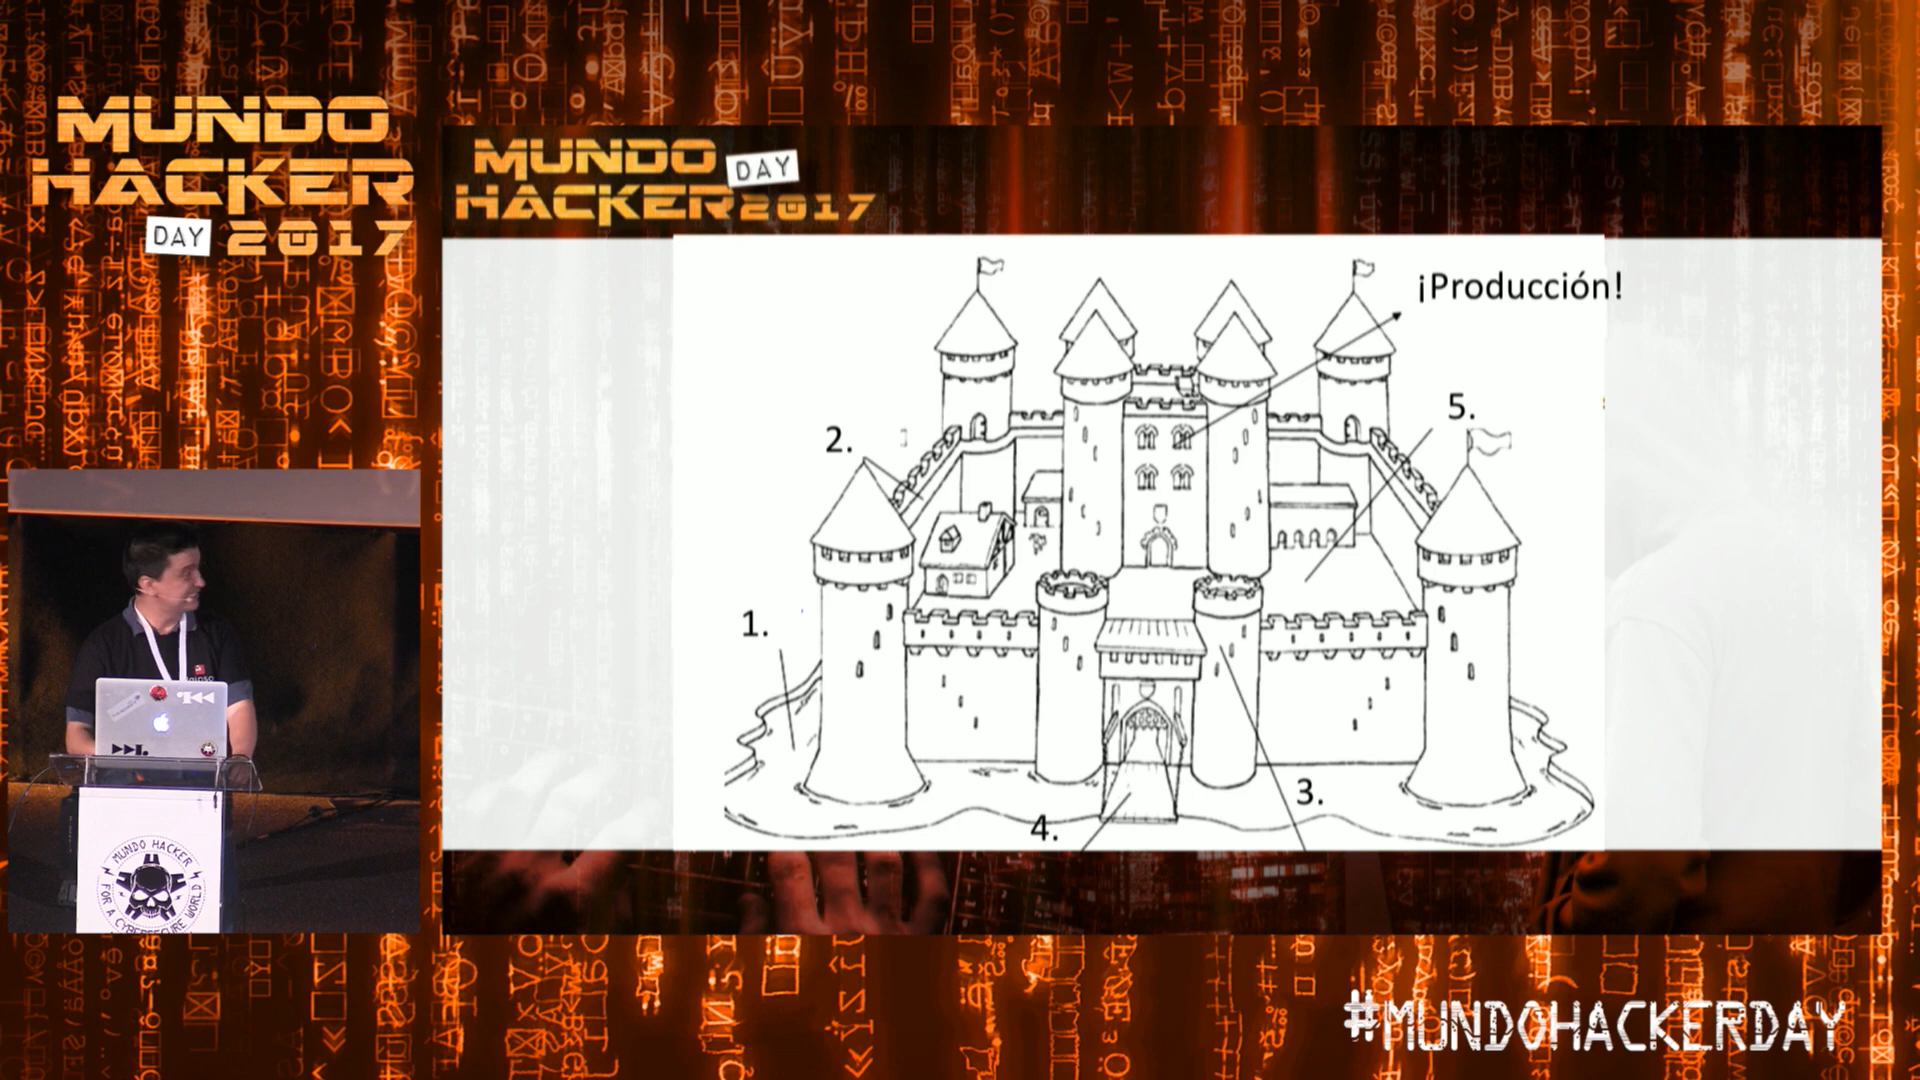 MUNDO
HACKER
DAY 2017
MUNDO
HACKER DAY 2017
¡Producción!
5.
2.
1.
3.
4.
MUNDO HACKER
FOR A CYBERSECURE WORLD
#MUNDOHACKERDAY